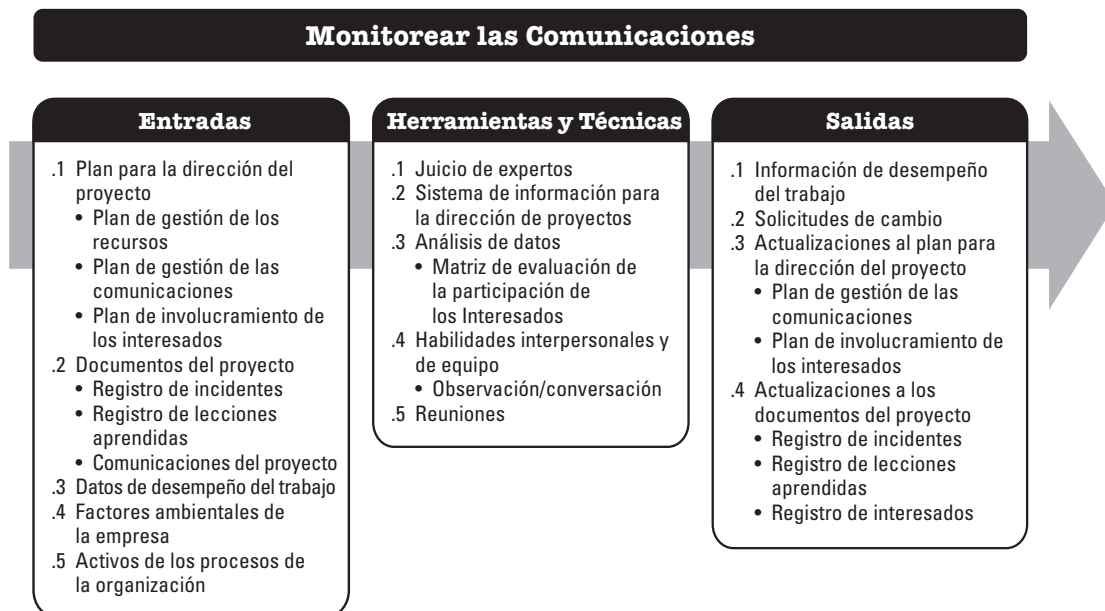 Monitorear las Comunicaciones
Entradas
.1 Plan para la dirección del
proyecto
• Plan de gestión de los
recursos
• Plan de gestión de las
comunicaciones
• Plan de involucramiento de
los interesados
.2 Documentos del proyecto
• Registro de incidentes
• Registro de lecciones
aprendidas
• Comunicaciones del proyecto
.3 Datos de desempeño del trabajo
.4 Factores ambientales de
la empresa
.5 Activos de los procesos de
la organización
Herramientas y Técnicas
.1 Juicio de expertos
.2 Sistema de información para
la dirección de proyectos
.3 Análisis de datos
• Matriz de evaluación de
la participación de
los Interesados
.4 Habilidades interpersonales y
de equipo
• Observación/conversación
.5 Reuniones
Salidas
.1 Información de desempeño
del trabajo
.2 Solicitudes de cambio
.3 Actualizaciones al plan para
la dirección del proyecto
• Plan de gestión de las
comunicaciones
• Plan de involucramiento de
los interesados
.4 Actualizaciones a los
documentos del proyecto
• Registro de incidentes
• Registro de lecciones
aprendidas
• Registro de interesados